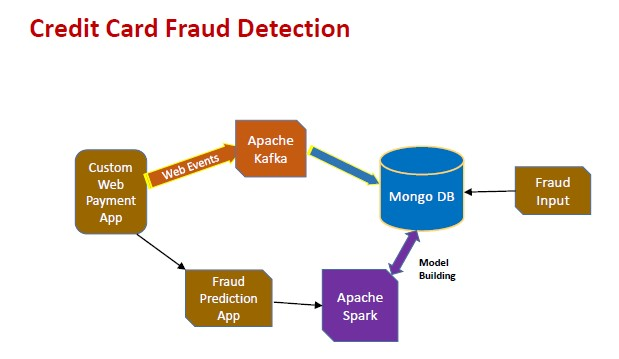 Credit Card Fraud Detection
Apache
Kafka
Web Events
Custom
Web
Payment
App
Mongo DB
Fraud
Input
Model
Building
Fraud
Prediction
App
Apache
Spark